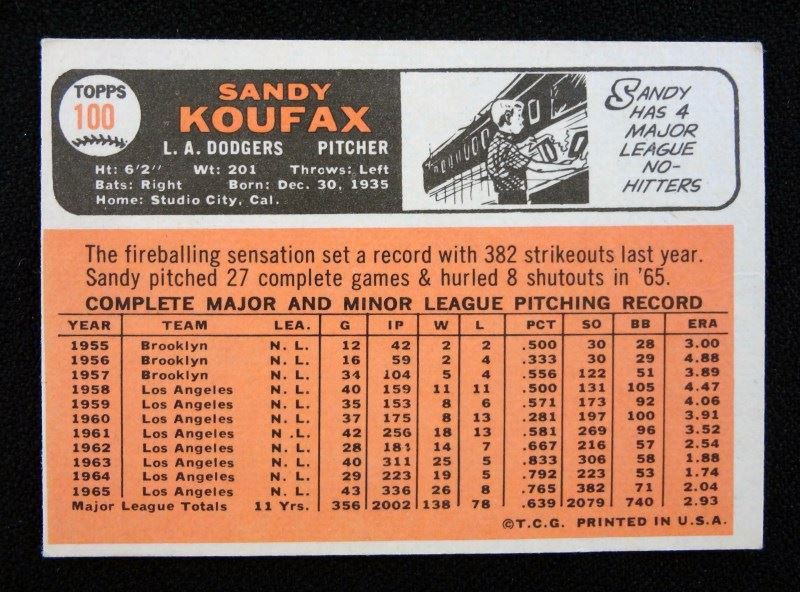 TOPPS
100
SANDY
KOUFAX
L. A. DODGERS PITCHER
Ht: 6'2" Wt: 201 Throws: Left
Bats: Right Born: Dec. 30, 1935
Home: Studio City, Cal.
SANDY
HAS 4
MAJOR
LEAGUE
NO-
HITTERS
The fireballing sensation set a record with 382 strikeouts last year.
Sandy pitched 27 complete games & hurled 8 shutouts in '65.
COMPLETE MAJOR AND MINOR LEAGUE PITCHING RECORD
YEAR TEAM LEA. G IP W L PCT SO BB ERA
1955 Brooklyn N. L. 12 42 2 2 .500 30 28 3.00
1956 Brooklyn N. L. 16 59 2 4 .333 30 29 4.88
1957 Brooklyn N. L. 34 104 5 4 .556 122 51 3.89
1958 Los Angeles N. L. 40 159 11 11 .500 131 105 4.47
1959 Los Angeles N. L. 35 153 8 6 .571 173 92 4.06
1960 Los Angeles N. L. 37 175 8 13 .281 197 100 3.91
1961 Los Angeles N .L. 42 256 18 13 .581 269 96 3.52
1962 Los Angeles N. L. 28 184 14 7 .667 216 57 2.54
1963 Los Angeles N. L. 40 311 25 5 .833 306 58 1.88
1964 Los Angeles N. L. 29 223 19 5 .792 223 53 1.74
1965 Los Angeles N. L. 43 336 26 8 .765 382 71 2.04
Major League Totals 11 Yrs. 356 2002 138 78 .639 2079 740 2.93
©T.C.G. PRINTED IN U.S.A.